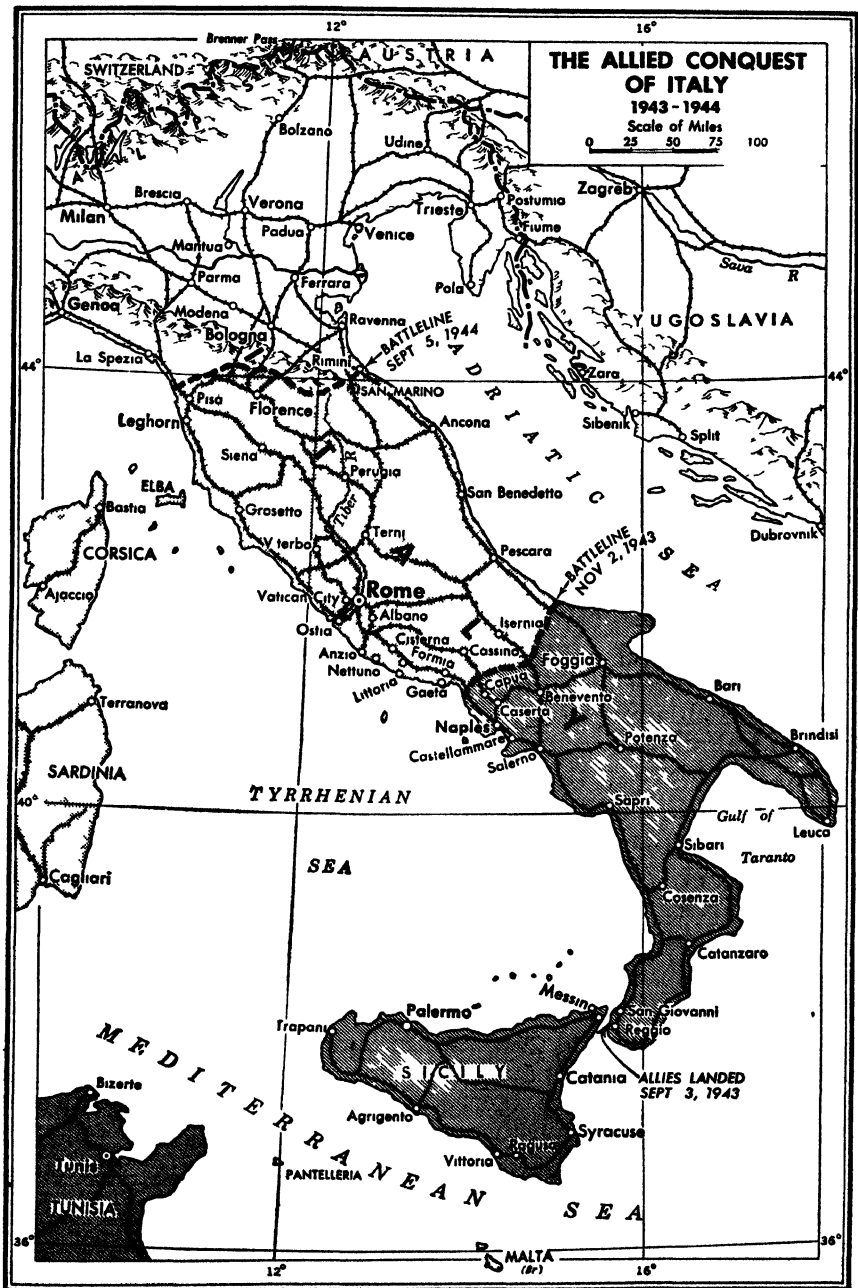 THE ALLIED CONQUEST
OF ITALY
1943-1944
Scale of Miles
0 25 50 75 100
12°
16°
Brenner Pass
AUSTRIA
SWITZERLAND
Bolzano
Udine
A L
Brescia
Verona
Milan
Padua
Venice
Trieste
Postumia
Zagreb
Fiume
Mantua
Sava R
Parma
Ferrara
Pola
Genoa
Modena
Ravenna
YUGOSLAVIA
Bologna
BATTLELINE
SEPT 5, 1944
La Spezia
Rimini
44°
44°
Zara
SAN MARINO
Pisa
Florence
Leghorn
Ancona
Sibenik
Split
Siena
ADRIATIC SEA
ITALY
Perugia
Tiber R
ELBA
San Benedetto
Bastia
Grosetto
Dubrovnik
CORSICA
V terbo
Terni
Pescara
BATTLELINE
NOV 2, 1943
Ajaccio
Vatican City
Rome
Ostia
Albano
Isernia
Cisterna
Anzio
Formia
Cassino
Nettuno
Foggia
Littoria
Gaeta
Capua
Bari
Terranova
Benevento
Caserta
Naples
Castellammare
Potenza
Brindisi
Salerno
SARDINIA
TYRRHENIAN
SEA
40°
Sapri
Gulf of
Taranto
Leuca
Sibari
Cagliari
Cosenza
Catanzaro
Messina
San Giovanni
Reggio
Palermo
Trapani
SICILY
Catania
ALLIES LANDED
SEPT 3, 1943
MEDITERRANEAN SEA
Bizerte
Agrigento
Syracuse
Ragusa
Vittoria
Tunis
TUNISIA
PANTELLERIA
36°
36°
MALTA
(Br)
12°
16°